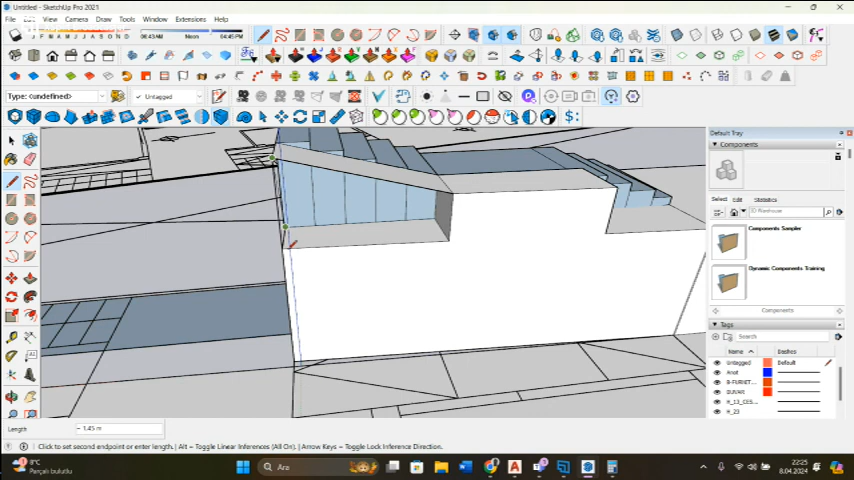 Untitled - SketchUp Pro 2021
File Edit View Camera Draw Tools Window Extensions Help
06:43 AM Noon 04:45 PM
Type: <undefined>
Untagged
Default Tray
Components
Select Edit Statistics
3D Warehouse
Components Sampler
Dynamic Components Training
Components
Tags
Search
Name Dashes
Untagged Default
B-FURNIT...
DUVAR
Length
~ 1.45 m
Click to set second endpoint or enter length. | Alt = Toggle Linear Inferences (All On), | Arrow Keys = Toggle Lock Inference Direction.
8°C
Parçalı bulutlu
Ara
22:25
8.04.2024